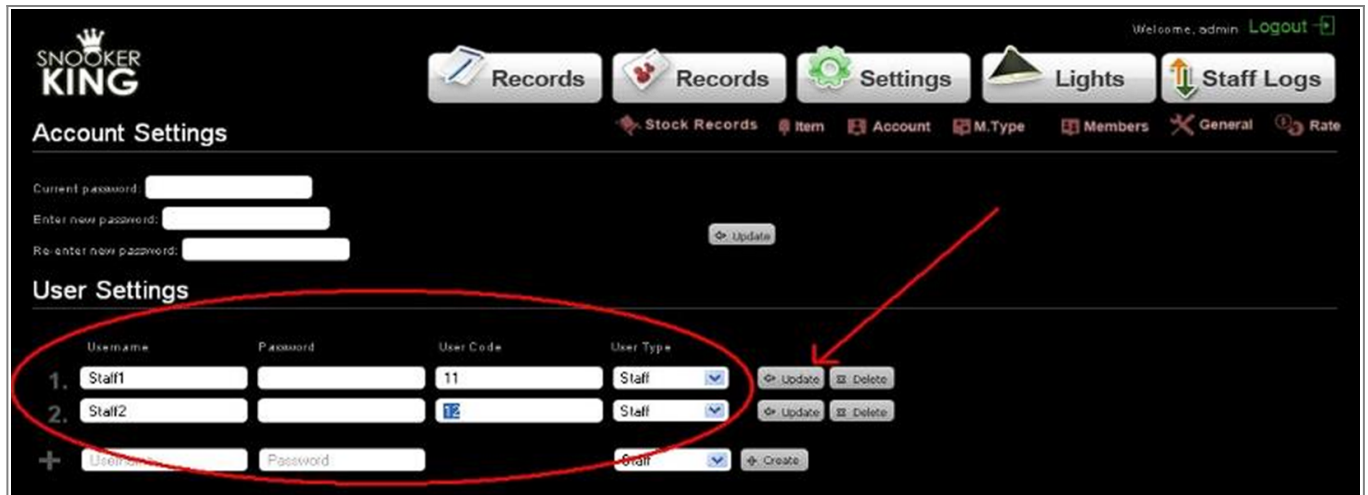 Welcome, admin Logout
SNOOKER
KING
Records Records Settings Lights Staff Logs
Account Settings
Stock Records Item Account M.Type Members General Rate
Current password:
Enter new password:
Re-enter new password:
Update
User Settings
Username Password User Code User Type
1. Staff1 11 Staff Update Delete
2. Staff2 12 Staff Update Delete
+ Username Password Staff Create